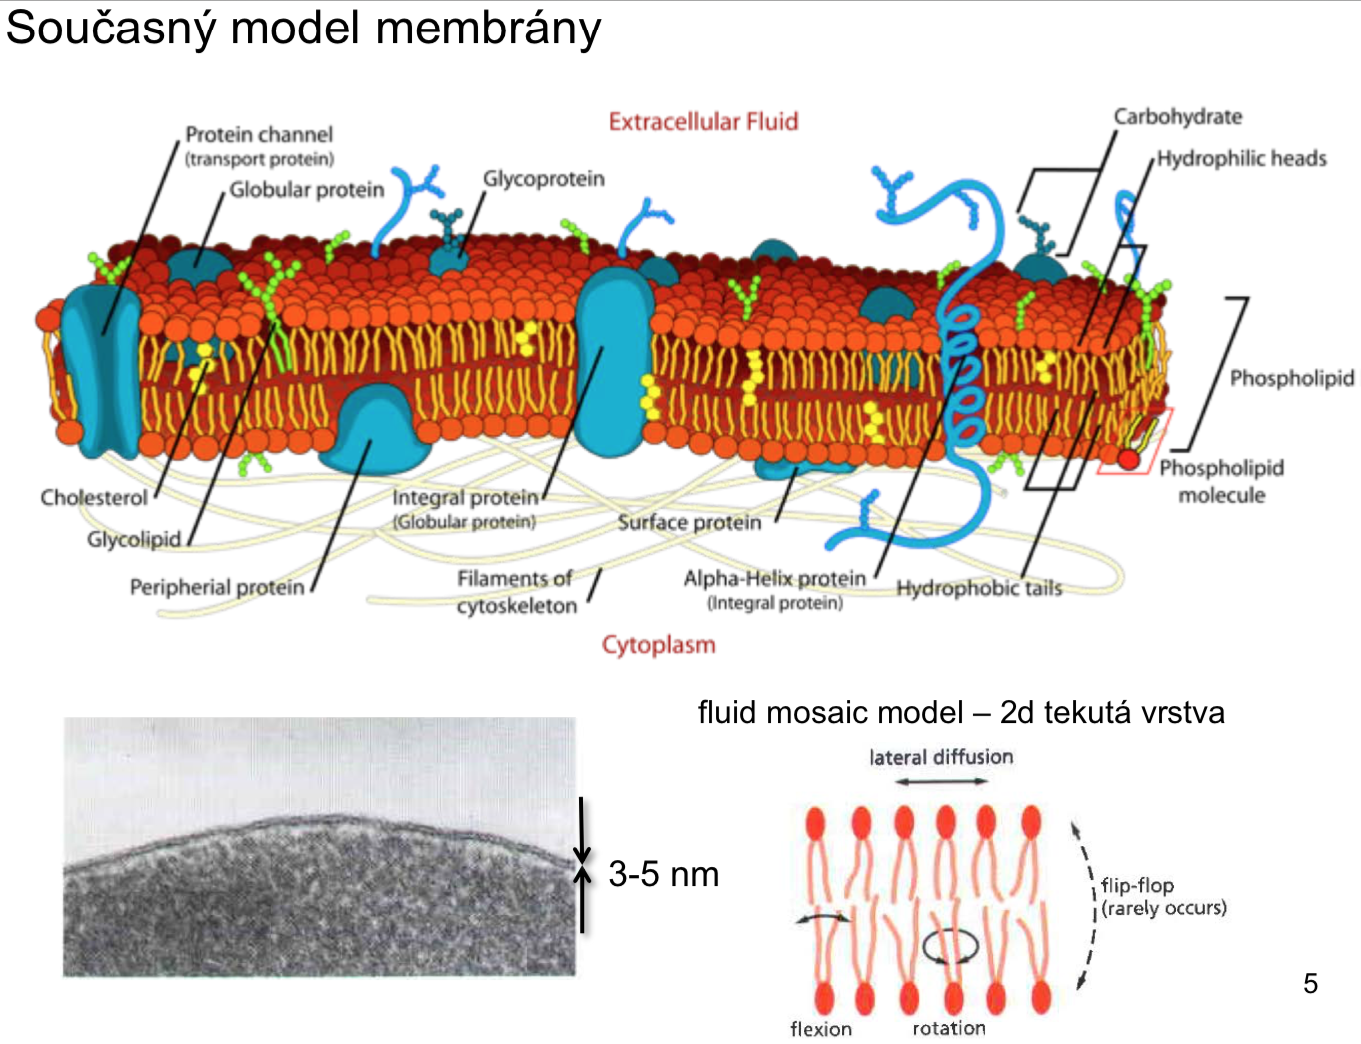 Současný model membrány
Extracellular Fluid
Carbohydrate
Hydrophilic heads
Protein channel
(transport protein)
Globular protein
Glycoprotein
Phospholipid
Phospholipid
molecule
Cholesterol
Glycolipid
Peripherial protein
Integral protein
(Globular protein)
Filaments of
cytoskeleton
Surface protein
Alpha-Helix protein
(Integral protein)
Hydrophobic tails
Cytoplasm
3-5 nm
fluid mosaic model – 2d tekutá vrstva
lateral diffusion
flip-flop
(rarely occurs)
flexion
rotation
5